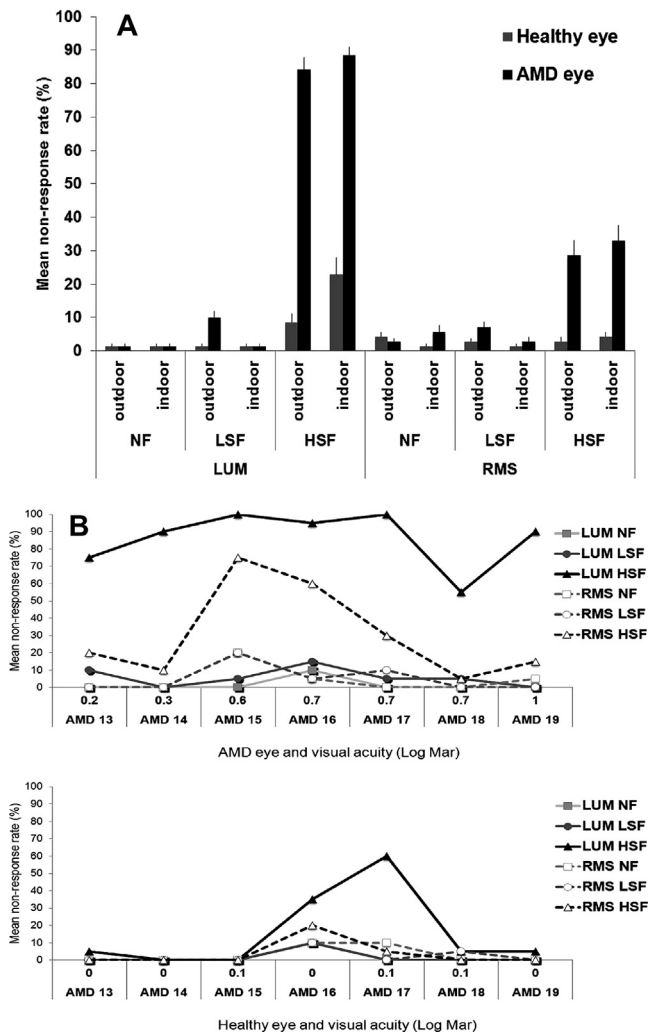 A
Healthy eye
AMD eye
Mean non-response rate (%)
100
90
80
70
60
50
40
30
20
10
0
outdoor indoor outdoor indoor outdoor indoor outdoor indoor outdoor indoor outdoor indoor
NF LSF HSF NF LSF HSF
LUM RMS
B
Mean non-response rate (%)
100
90
80
70
60
50
40
30
20
10
0
LUM NF
LUM LSF
LUM HSF
RMS NF
RMS LSF
RMS HSF
0.2 0.3 0.6 0.7 0.7 0.7 1
AMD 13 AMD 14 AMD 15 AMD 16 AMD 17 AMD 18 AMD 19
AMD eye and visual acuity (Log Mar)
Mean non-response rate (%)
100
90
80
70
60
50
40
30
20
10
0
LUM NF
LUM LSF
LUM HSF
RMS NF
RMS LSF
RMS HSF
0 0 0.1 0 0.1 0.1 0
AMD 13 AMD 14 AMD 15 AMD 16 AMD 17 AMD 18 AMD 19
Healthy eye and visual acuity (Log Mar)